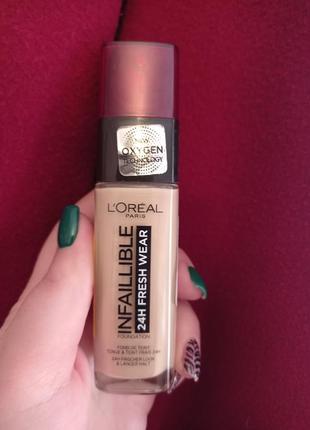 NEW
OXYGEN
TECHNOLOGY
L'ORÉAL
PARIS
INFAILLIBLE
24H FRESH WEAR
FOUNDATION
FOND DE TEINT
TENUE & TEINT FRAIS 24H
24H FRISCHER LOOK
& LANGER HALT